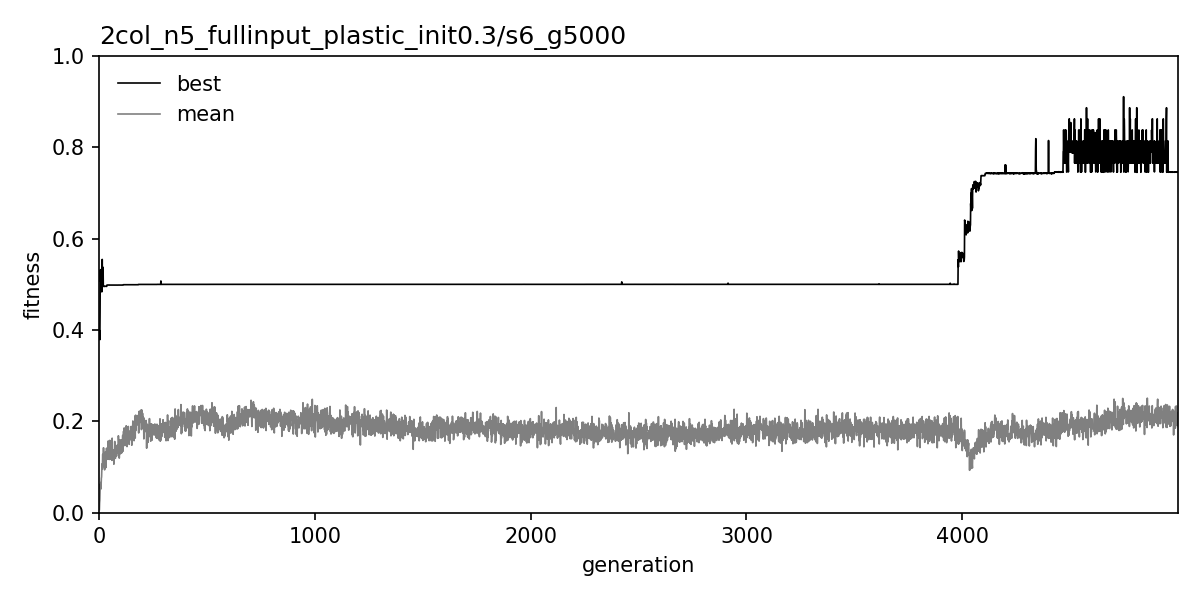 2col_n5_fullinput_plastic_init0.3/s6_g5000
1.0
best
mean
0.8
0.6
fitness
0.4
0.2
0.0
0 1000 2000 3000 4000
generation